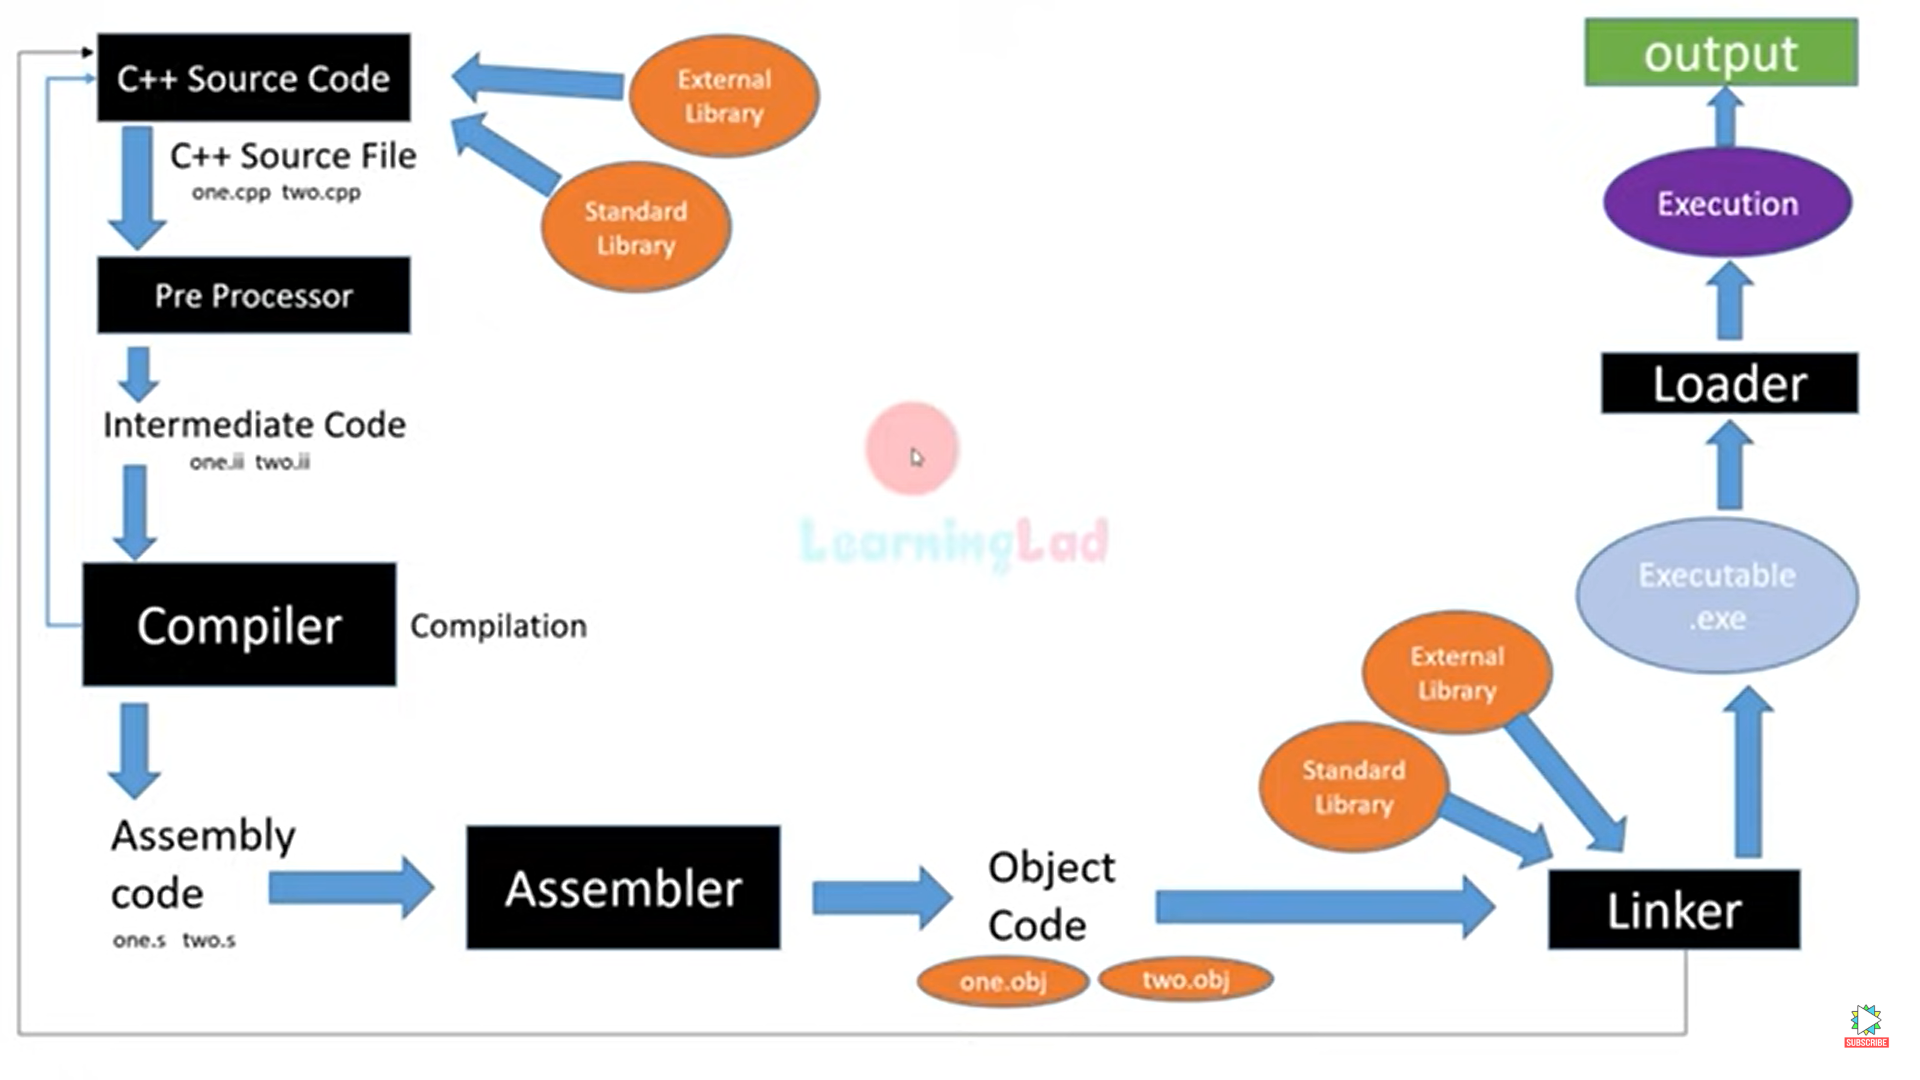 C++ Source Code
External
Library
output
C++ Source File
one.cpp two.cpp
Standard
Library
Execution
Pre Processor
Loader
Intermediate Code
one.ii two.ii
LearningLad
Executable
.exe
Compiler
Compilation
External
Library
Standard
Library
Assembly
code
one.s two.s
Assembler
Object
Code
one.obj
two.obj
Linker
SUBSCRIBE